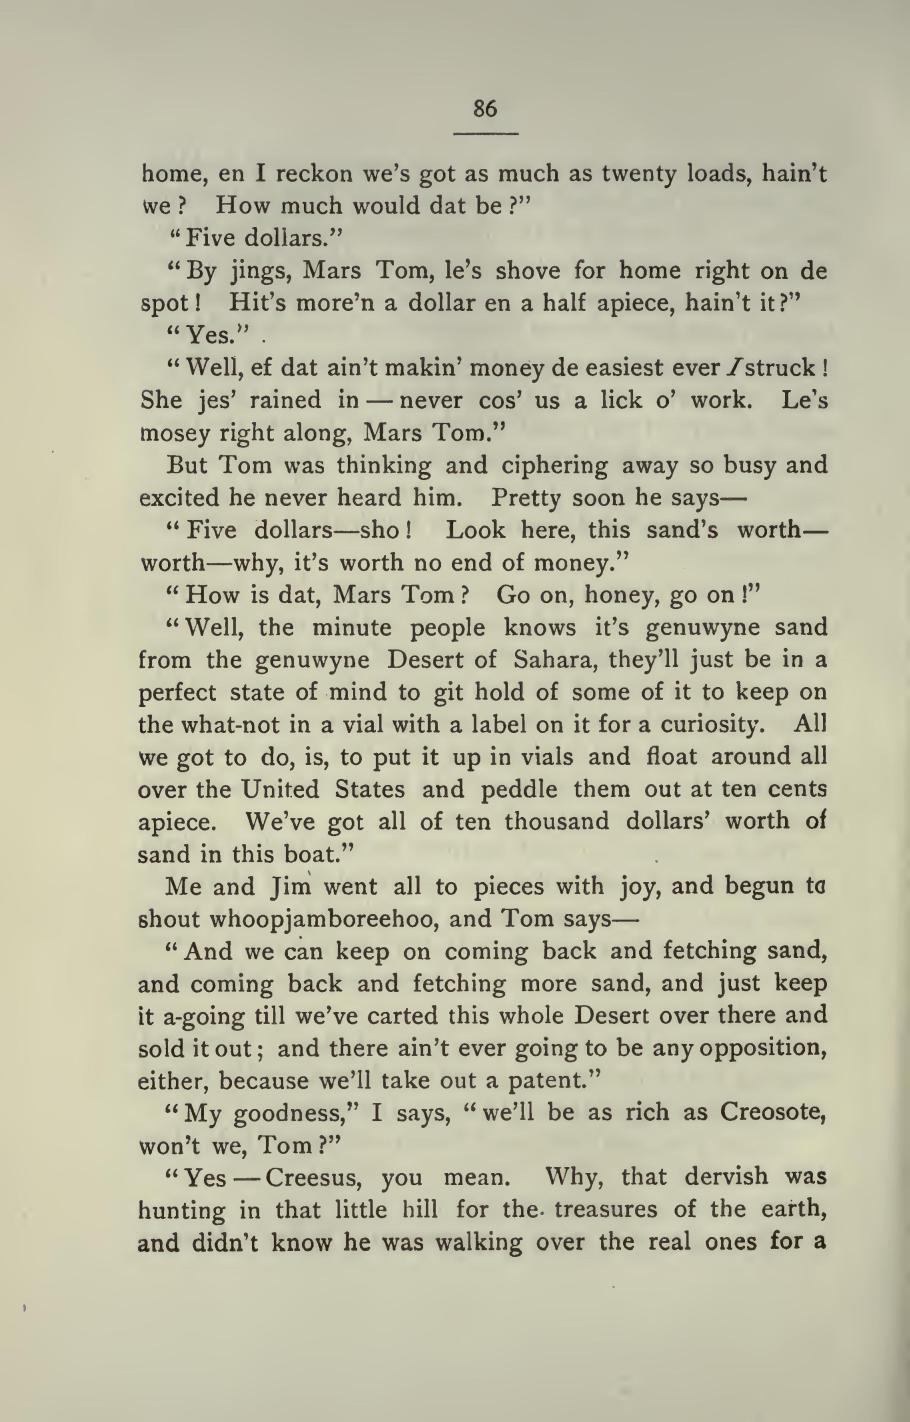 86
home, en I reckon we's got as much as twenty loads, hain't
we? How much would dat be?"
"Five dollars."
"By jings, Mars Tom, le's shove for home right on de
spot! Hit's more'n a dollar en a half apiece, hain't it?"
"Yes."
"Well, ef dat ain't makin' money de easiest ever I struck!
She jes' rained in — never cos' us a lick o' work. Le's
mosey right along, Mars Tom."
But Tom was thinking and ciphering away so busy and
excited he never heard him. Pretty soon he says—
"Five dollars—sho! Look here, this sand's worth—
worth—why, it's worth no end of money."
"How is dat, Mars Tom? Go on, honey, go on!"
"Well, the minute people knows it's genuwyne sand
from the genuwyne Desert of Sahara, they'll just be in a
perfect state of mind to git hold of some of it to keep on
the what-not in a vial with a label on it for a curiosity. All
we got to do, is, to put it up in vials and float around all
over the United States and peddle them out at ten cents
apiece. We've got all of ten thousand dollars' worth of
sand in this boat."
Me and Jim went all to pieces with joy, and begun to
shout whoopjamboreehoo, and Tom says—
"And we can keep on coming back and fetching sand,
and coming back and fetching more sand, and just keep
it a-going till we've carted this whole Desert over there and
sold it out; and there ain't ever going to be any opposition,
either, because we'll take out a patent."
"My goodness," I says, "we'll be as rich as Creosote,
won't we, Tom?"
"Yes — Creesus, you mean. Why, that dervish was
hunting in that little hill for the treasures of the earth,
and didn't know he was walking over the real ones for a